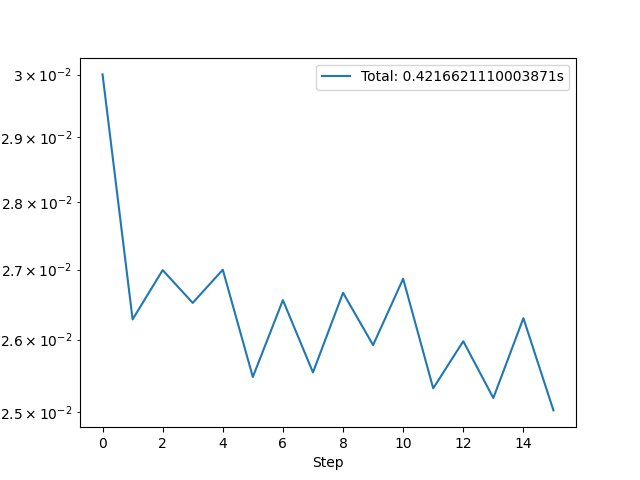 Total: 0.4216621110003871s
3 × 10⁻²
2.9 × 10⁻²
2.8 × 10⁻²
2.7 × 10⁻²
2.6 × 10⁻²
2.5 × 10⁻²
0 2 4 6 8 10 12 14
Step